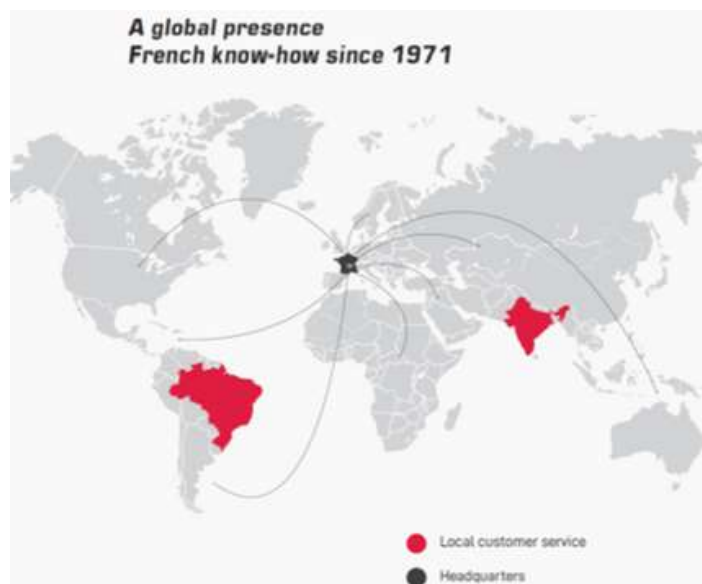 A global presence
French know-how since 1971
Local customer service
Headquarters